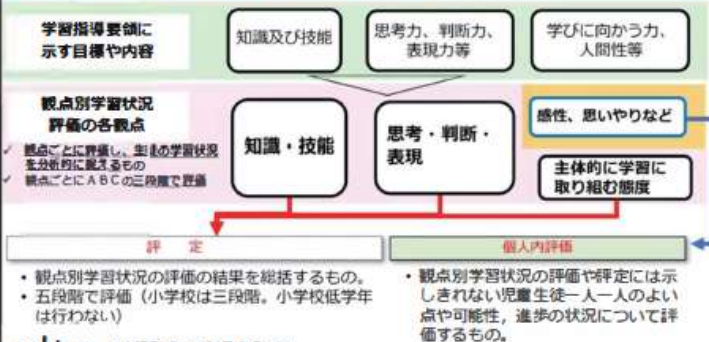 学習指導要領に
示す目標や内容
知識及び技能
思考力、判断力、
表現力等
学びに向かう力、
人間性等
観点別学習状況
評価の各観点
✓ 観点ごとに評価し、生徒の学習状況
を分析的に捉えるもの
✓ 観点ごとにABCの三段階で評価
知識・技能
思考・判断・
表現
感性、思いやりなど
主体的に学習に
取り組む態度
評 定
・観点別学習状況の評価の結果を総括するもの。
・五段階で評価(小学校は三段階。小学校低学年
は行わない)
個人内評価
・観点別学習状況の評価や評定には示
しきれない児童生徒一人一人のよい
点や可能性,進歩の状況について評
価するもの。